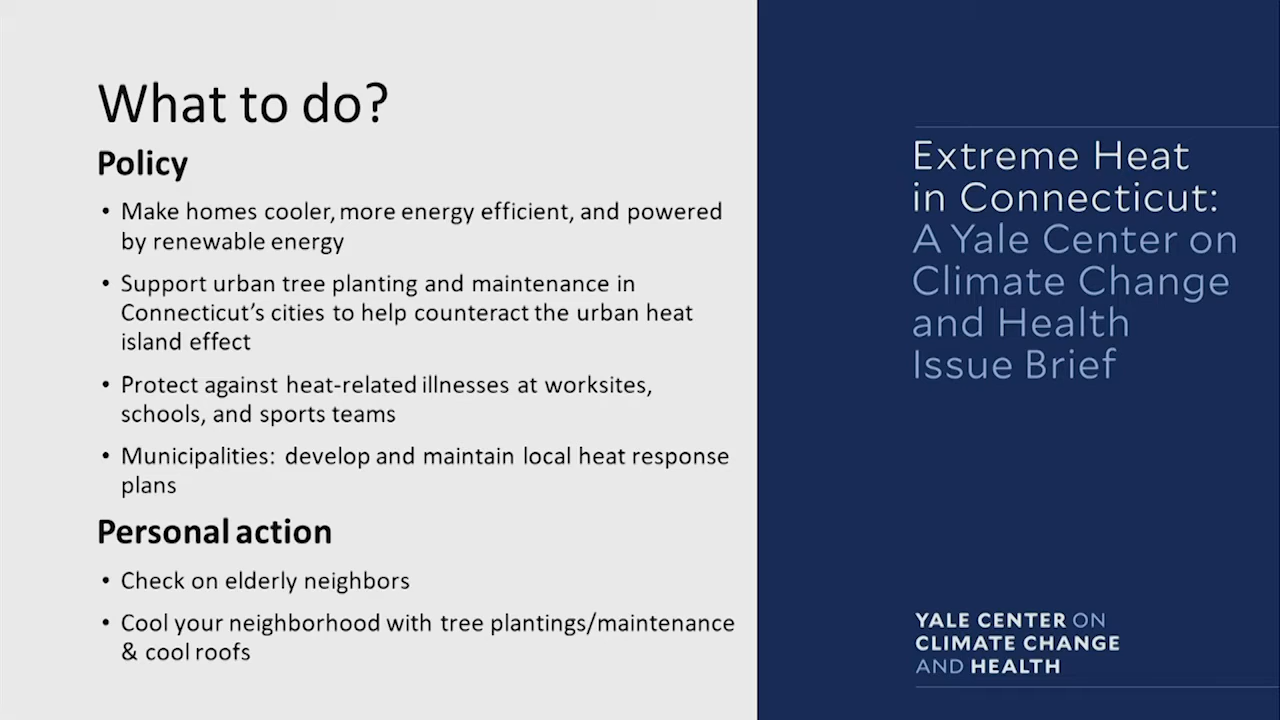 What to do?
Policy
• Make homes cooler, more energy efficient, and powered
by renewable energy
• Support urban tree planting and maintenance in
Connecticut’s cities to help counteract the urban heat
island effect
• Protect against heat-related illnesses at worksites,
schools, and sports teams
• Municipalities: develop and maintain local heat response
plans
Personal action
• Check on elderly neighbors
• Cool your neighborhood with tree plantings/maintenance
& cool roofs
Extreme Heat
in Connecticut:
A Yale Center on
Climate Change
and Health
Issue Brief
YALE CENTER ON
CLIMATE CHANGE
AND HEALTH